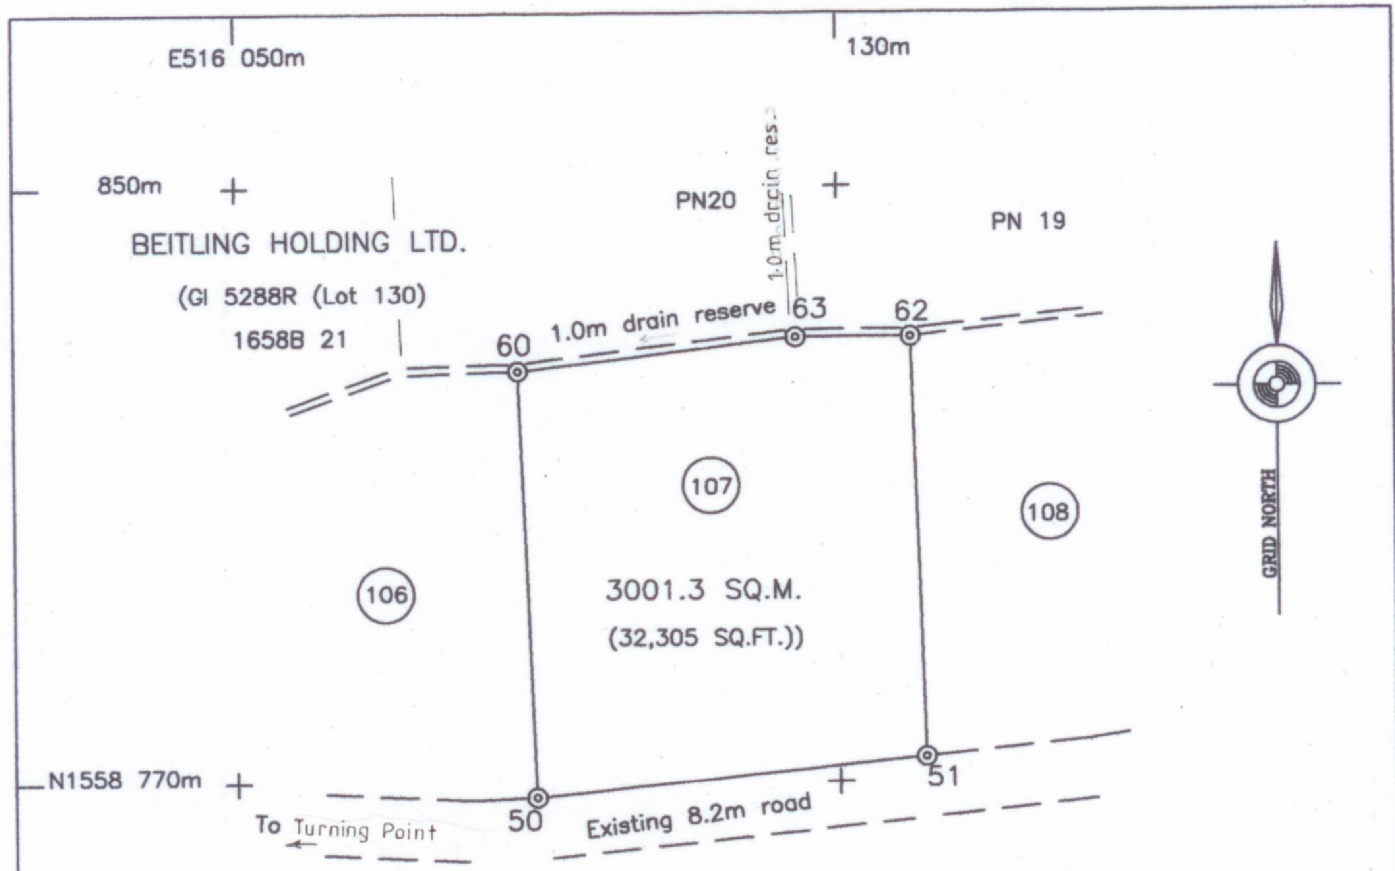 E516 050m
130m
850m
PN20
1.0m drain res.
PN 19
BEITLING HOLDING LTD.
(GI 5288R (Lot 130)
1658B 21
60
1.0m drain reserve
63
62
107
108
106
3001.3 SQ.M.
(32,305 SQ.FT.))
GRID NORTH
N1558 770m
50
51
Existing 8.2m road
To Turning Point